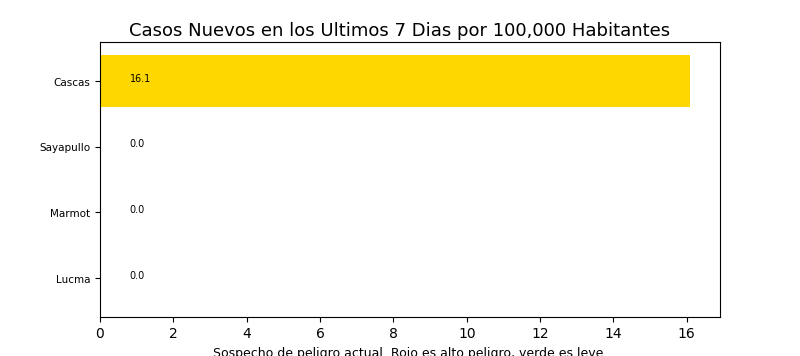 Casos Nuevos en los Ultimos 7 Dias por 100,000 Habitantes
Cascas 16.1
Sayapullo 0.0
Marmot 0.0
Lucma 0.0
0 2 4 6 8 10 12 14 16
Sospecho de peligro actual. Rojo es alto peligro, verde es leve